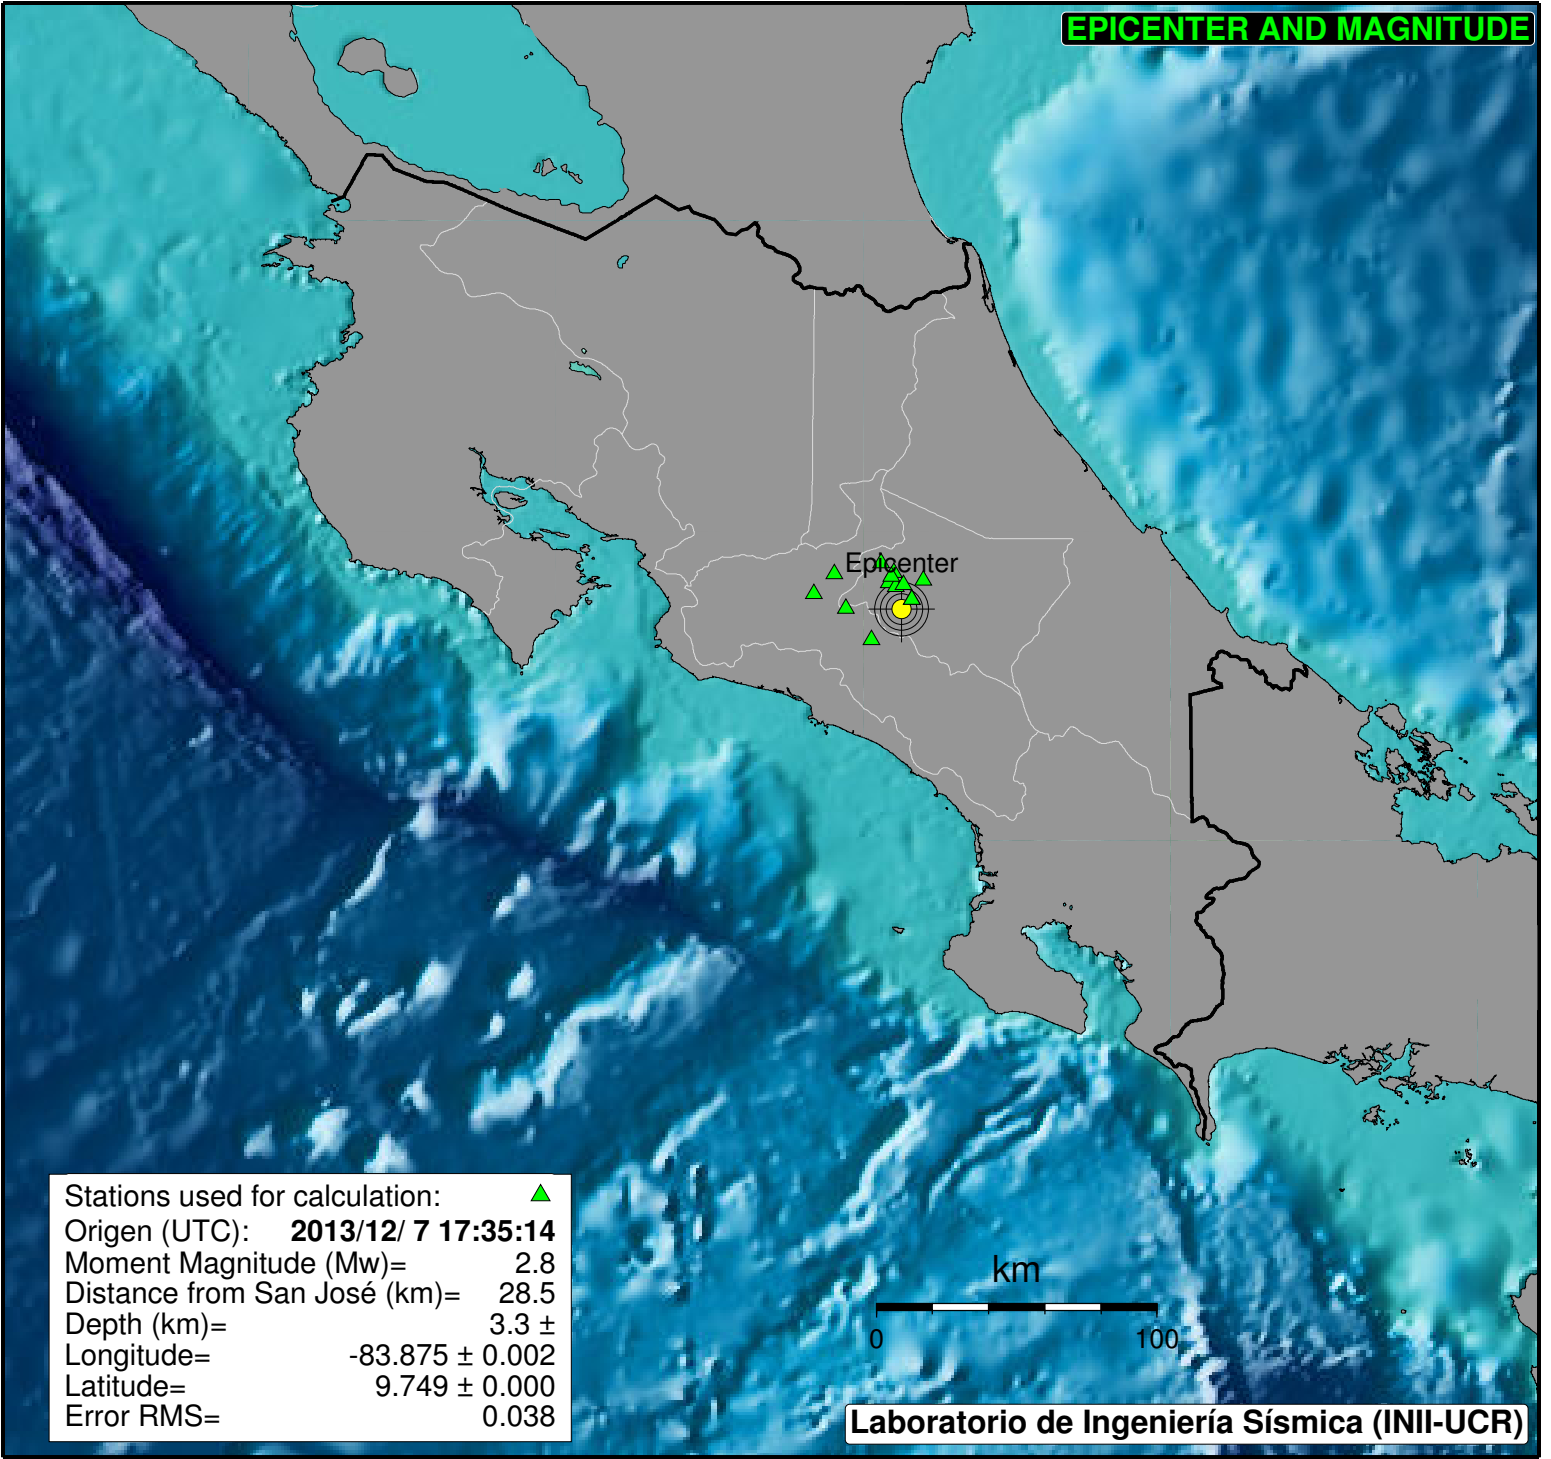 EPICENTER AND MAGNITUDE
Epicenter
Stations used for calculation:
Origen (UTC): 2013/12/ 7 17:35:14
Moment Magnitude (Mw)= 2.8
Distance from San José (km)= 28.5
Depth (km)= 3.3 ±
Longitude= -83.875 ± 0.002
Latitude= 9.749 ± 0.000
Error RMS= 0.038
km
0 100
Laboratorio de Ingeniería Sísmica (INII-UCR)